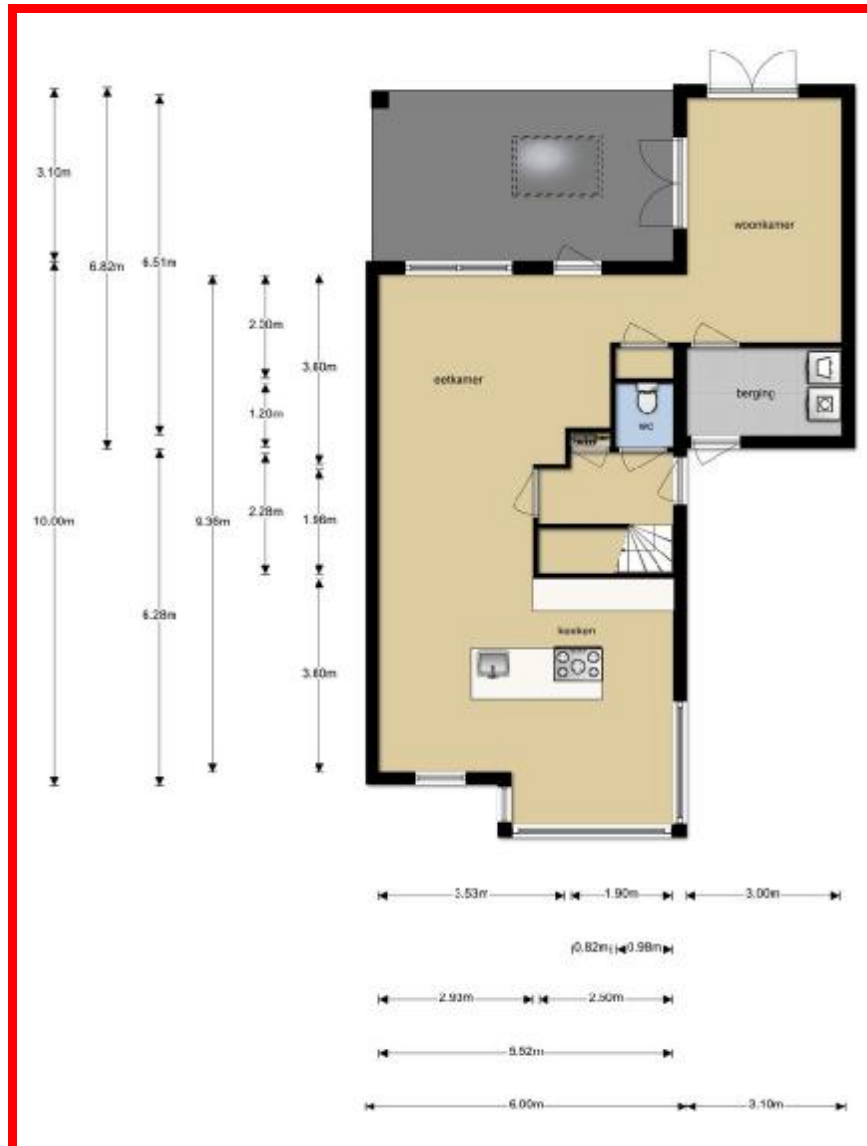 3.10m
woonkamer
6.82m
6.51m
2.00m
3.60m
eetkamer
berging
1.20m
wc
10.00m
9.36m
2.28m
1.96m
6.28m
keuken
3.60m
3.53m
1.90m
3.00m
0.82m
0.98m
2.93m
2.50m
5.52m
6.00m
3.10m